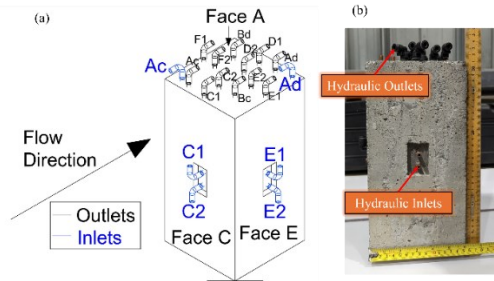 (a)
Face A
(b)
F1
Bd
D1
D2
Ac
F2
Ad
Ac
Ad
C2
E2
C1
Bc
E1
Hydraulic Outlets
Flow
Direction
C1
E1
Outlets
Inlets
C2
E2
Face C
Face E
Hydraulic Inlets